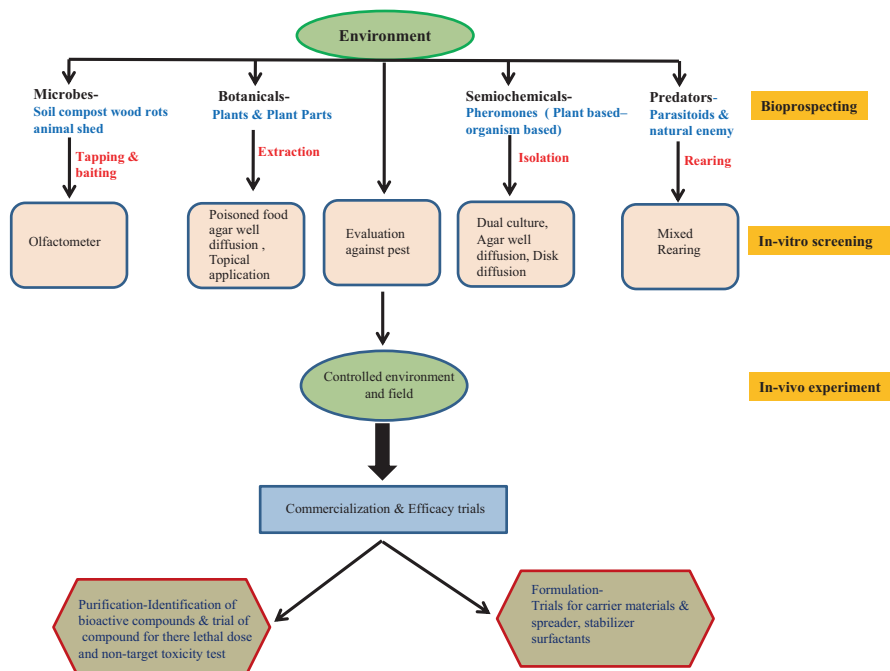 Environment
Microbes-
Soil compost wood rots
animal shed
Botanicals-
Plants & Plant Parts
Semiochemicals-
Pheromones ( Plant based–
organism based)
Predators-
Parasitoids &
natural enemy
Bioprospecting
Tapping &
baiting
Extraction
Isolation
Rearing
Olfactometer
Poisoned food
agar well
diffusion ,
Topical
application
Evaluation
against pest
Dual culture,
Agar well
diffusion, Disk
diffusion
Mixed
Rearing
In-vitro screening
Controlled environment
and field
In-vivo experiment
Commercialization & Efficacy trials
Purification-Identification of
bioactive compounds & trial of
compound for there lethal dose
and non-target toxicity test
Formulation-
Trials for carrier materials &
spreader, stabilizer
surfactants